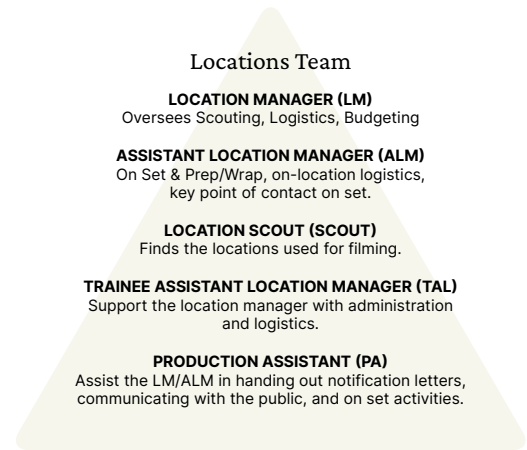 Locations Team
LOCATION MANAGER (LM)
Oversees Scouting, Logistics, Budgeting
ASSISTANT LOCATION MANAGER (ALM)
On Set & Prep/Wrap, on-location logistics,
key point of contact on set.
LOCATION SCOUT (SCOUT)
Finds the locations used for filming.
TRAINEE ASSISTANT LOCATION MANAGER (TAL)
Support the location manager with administration
and logistics.
PRODUCTION ASSISTANT (PA)
Assist the LM/ALM in handing out notification letters,
communicating with the public, and on set activities.